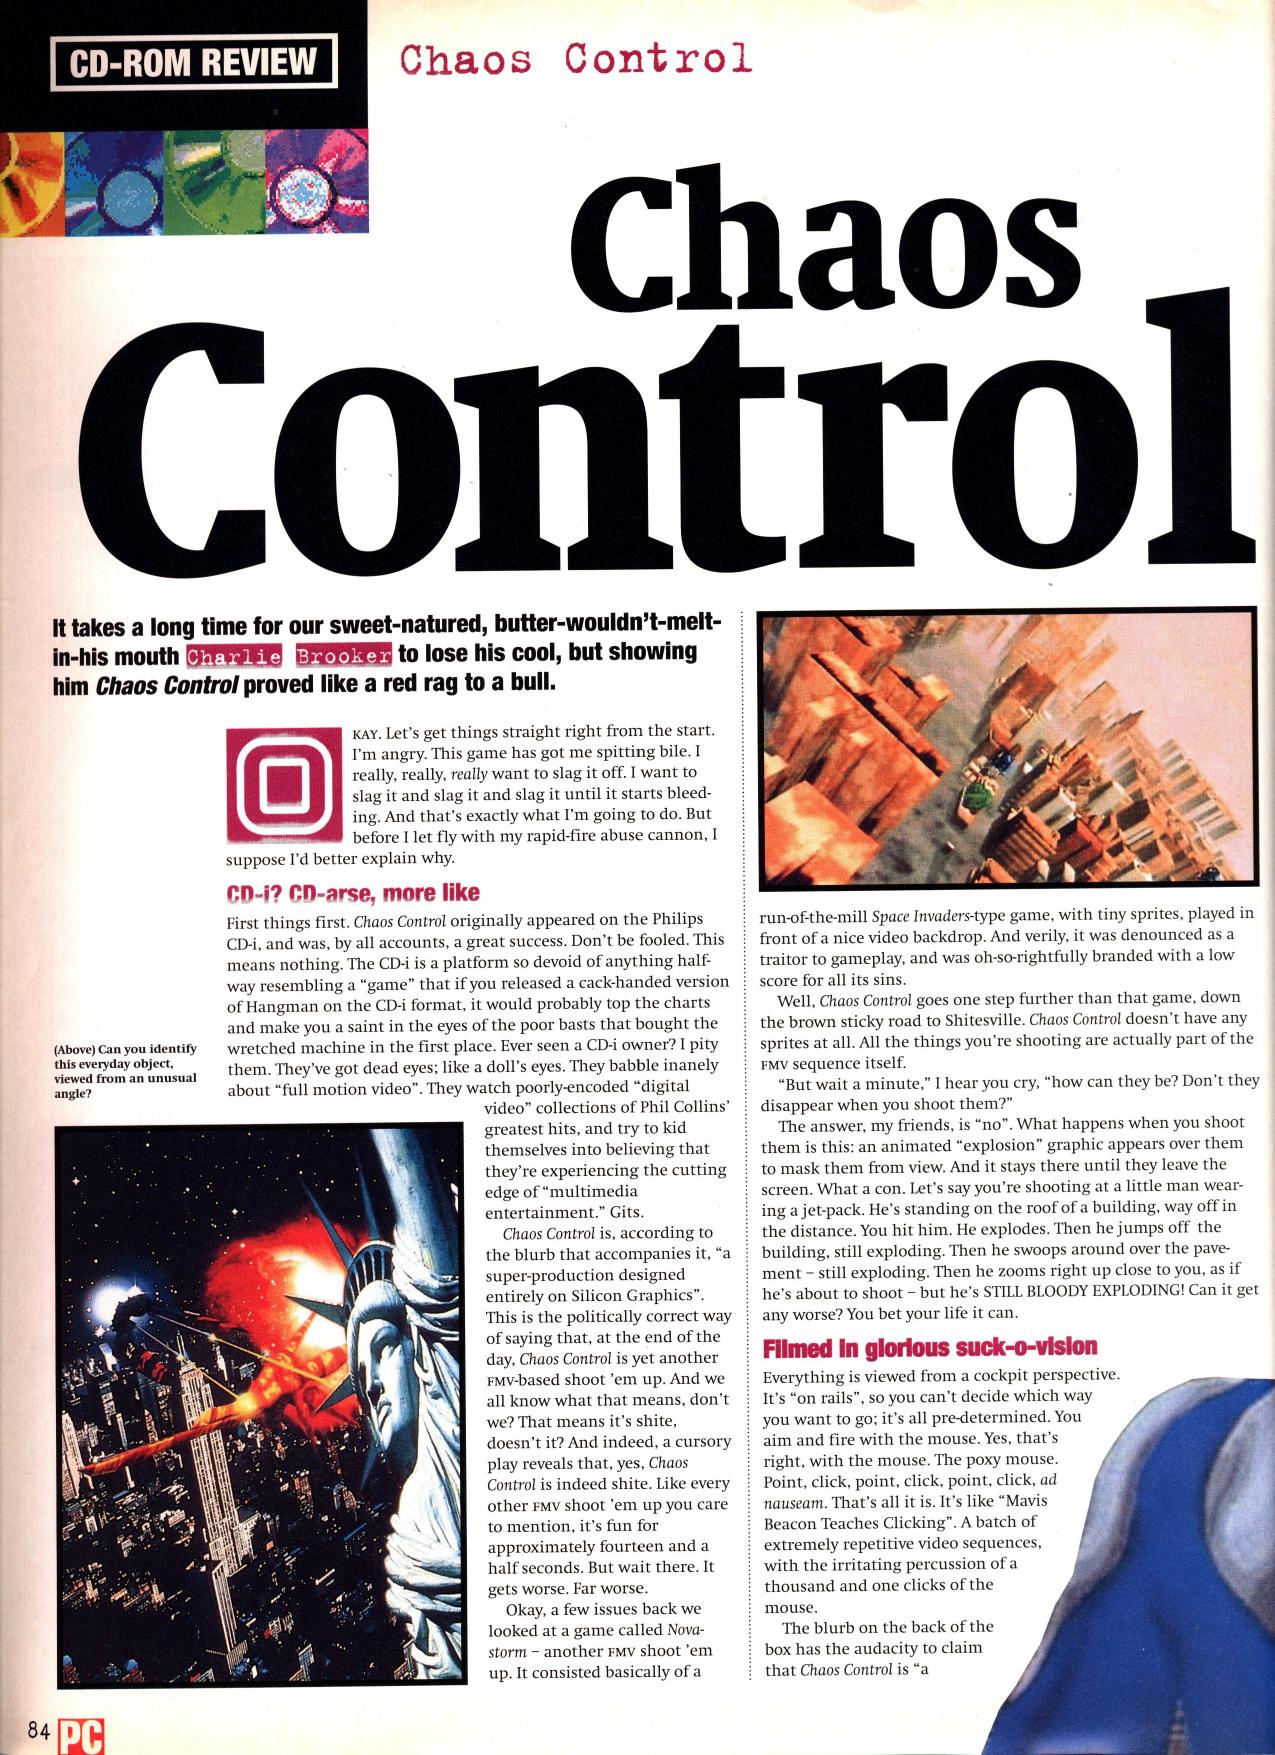 CD-ROM REVIEW
Chaos Control
Chaos
Control
It takes a long time for our sweet-natured, butter-wouldn't-melt-
in-his mouth Charlie Brooker to lose his cool, but showing
him Chaos Control proved like a red rag to a bull.
OKAY. Let's get things straight right from the start.
I'm angry. This game has got me spitting bile. I
really, really, really want to slag it off. I want to
slag it and slag it and slag it until it starts bleed-
ing. And that's exactly what I'm going to do. But
before I let fly with my rapid-fire abuse cannon, I
suppose I'd better explain why.
CD-i? CD-arse, more like
First things first. Chaos Control originally appeared on the Philips
CD-i, and was, by all accounts, a great success. Don't be fooled. This
means nothing. The CD-i is a platform so devoid of anything half-
way resembling a “game” that if you released a cack-handed version
of Hangman on the CD-i format, it would probably top the charts
and make you a saint in the eyes of the poor basts that bought the
wretched machine in the first place. Ever seen a CD-i owner? I pity
them. They've got dead eyes; like a doll's eyes. They babble inanely
about “full motion video”. They watch poorly-encoded “digital
video” collections of Phil Collins'
greatest hits, and try to kid
themselves into believing that
they're experiencing the cutting
edge of “multimedia
entertainment.” Gits.
Chaos Control is, according to
the blurb that accompanies it, “a
super-production designed
entirely on Silicon Graphics”.
This is the politically correct way
of saying that, at the end of the
day, Chaos Control is yet another
FMV-based shoot 'em up. And we
all know what that means, don't
we? That means it's shite,
doesn't it? And indeed, a cursory
play reveals that, yes, Chaos
Control is indeed shite. Like every
other FMV shoot 'em up you care
to mention, it's fun for
approximately fourteen and a
half seconds. But wait there. It
gets worse. Far worse.
Okay, a few issues back we
looked at a game called Nova-
storm – another FMV shoot 'em
up. It consisted basically of a
(Above) Can you identify
this everyday object,
viewed from an unusual
angle?
run-of-the-mill Space Invaders-type game, with tiny sprites, played in
front of a nice video backdrop. And verily, it was denounced as a
traitor to gameplay, and was oh-so-rightfully branded with a low
score for all its sins.
Well, Chaos Control goes one step further than that game, down
the brown sticky road to Shitesville. Chaos Control doesn't have any
sprites at all. All the things you're shooting are actually part of the
FMV sequence itself.
“But wait a minute,” I hear you cry, “how can they be? Don't they
disappear when you shoot them?”
The answer, my friends, is “no”. What happens when you shoot
them is this: an animated “explosion” graphic appears over them
to mask them from view. And it stays there until they leave the
screen. What a con. Let's say you're shooting at a little man wear-
ing a jet-pack. He's standing on the roof of a building, way off in
the distance. You hit him. He explodes. Then he jumps off the
building, still exploding. Then he swoops around over the pave-
ment – still exploding. Then he zooms right up close to you, as if
he's about to shoot – but he's STILL BLOODY EXPLODING! Can it get
any worse? You bet your life it can.
Filmed in glorious suck-o-vision
Everything is viewed from a cockpit perspective.
It's “on rails”, so you can't decide which way
you want to go; it's all pre-determined. You
aim and fire with the mouse. Yes, that's
right, with the mouse. The poxy mouse.
Point, click, point, click, point, click, ad
nauseam. That's all it is. It's like “Mavis
Beacon Teaches Clicking”. A batch of
extremely repetitive video sequences,
with the irritating percussion of a
thousand and one clicks of the
mouse.
The blurb on the back of the
box has the audacity to claim
that Chaos Control is “a
84 PC